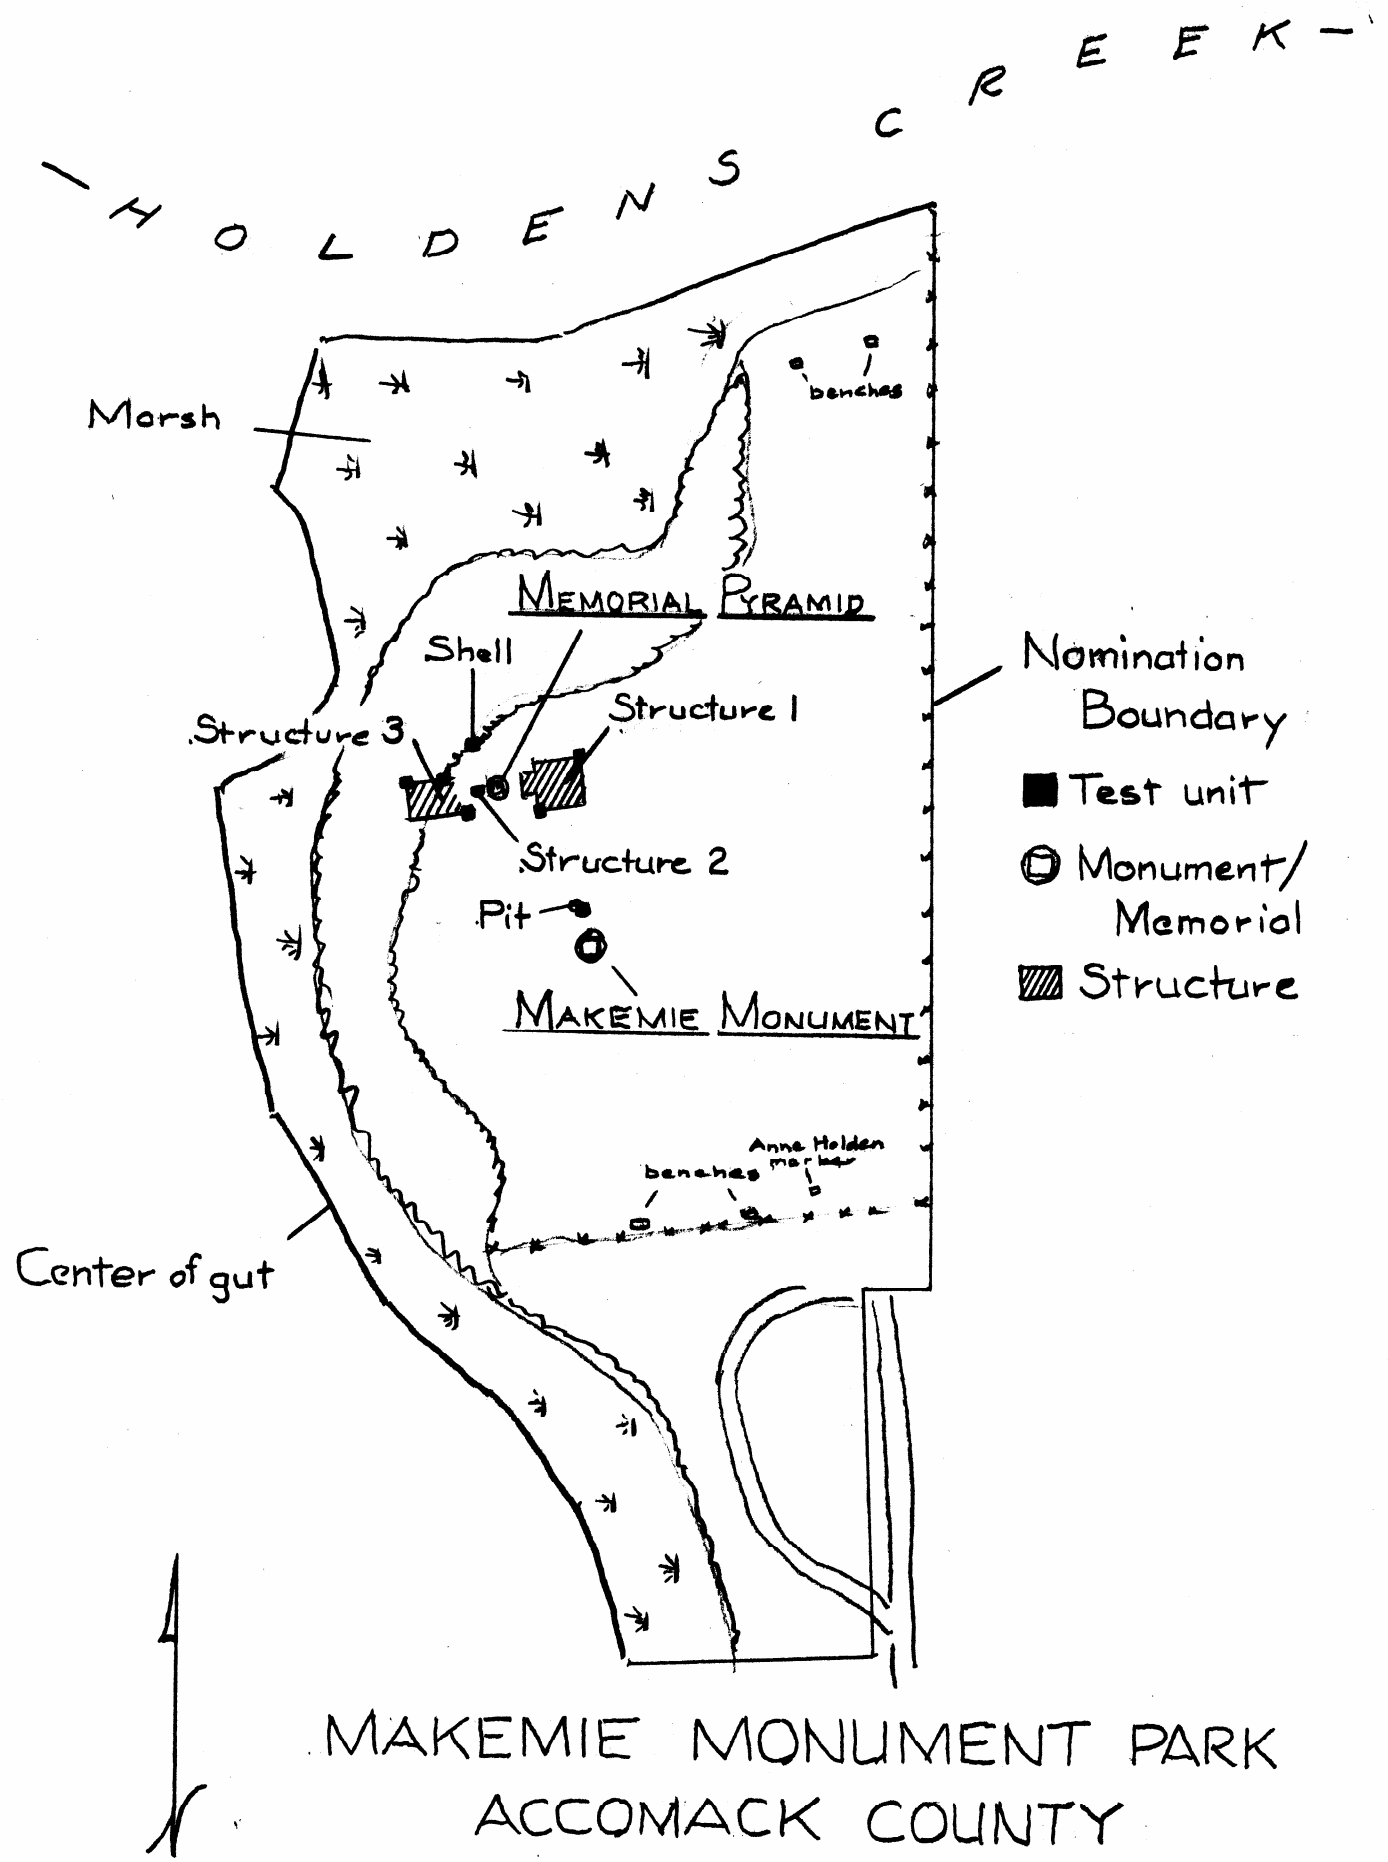 HOLDENS CREEK
benches
Marsh
MEMORIAL PYRAMID
Shell
Structure 1
Structure 3
Structure 2
Pit
MAKEMIE MONUMENT
Nomination
Boundary
Test unit
Monument/
Memorial
Structure
Anne Holden
marker
benches
Center of gut
MAKEMIE MONUMENT PARK
ACCOMACK COUNTY